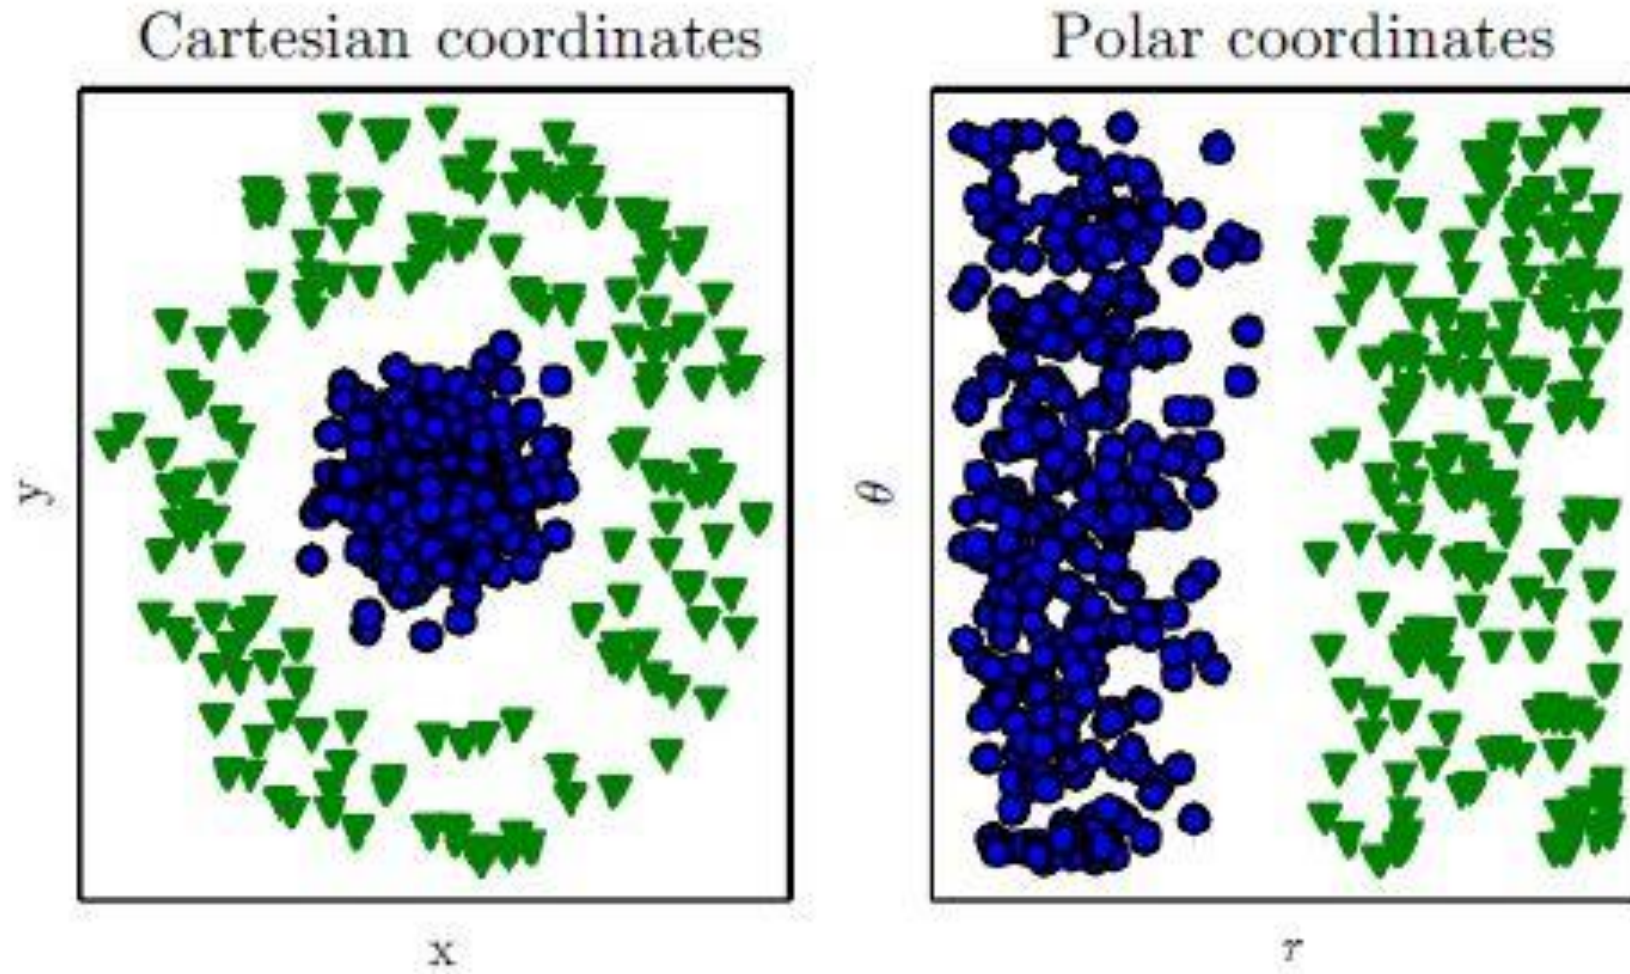 Cartesian coordinates
Polar coordinates
y
θ
x
r